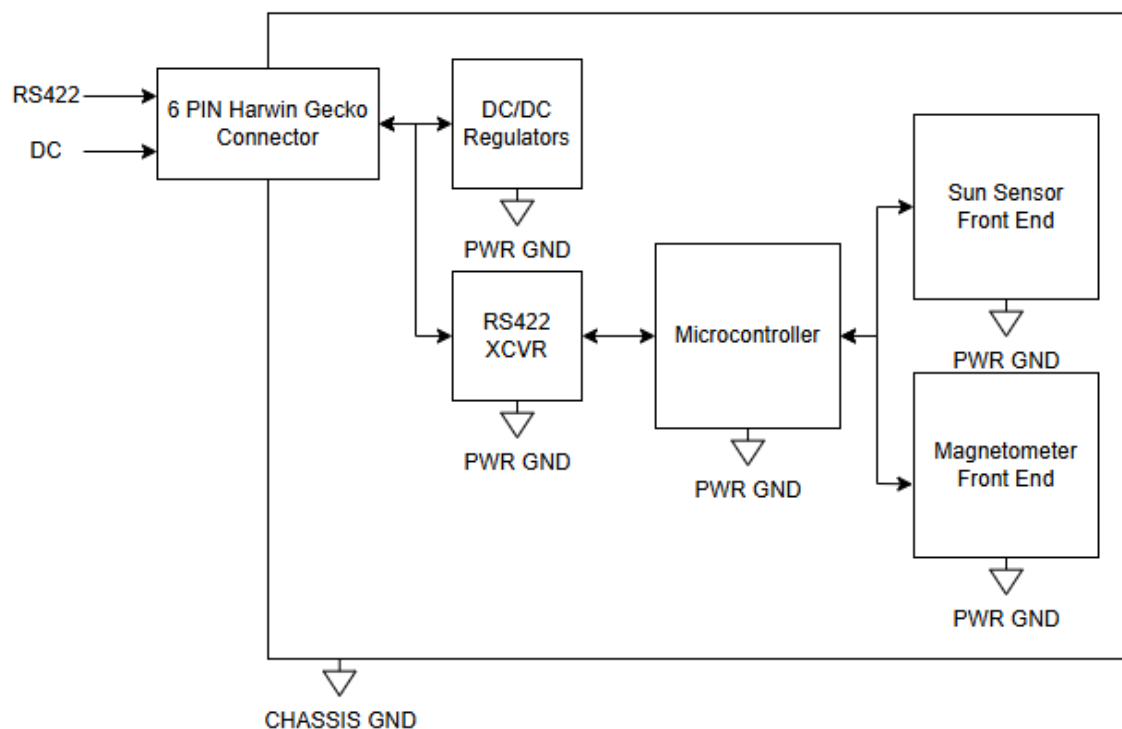 RS422
DC
6 PIN Harwin Gecko
Connector
DC/DC
Regulators
PWR GND
RS422
XCVR
PWR GND
Microcontroller
PWR GND
Sun Sensor
Front End
PWR GND
Magnetometer
Front End
PWR GND
CHASSIS GND